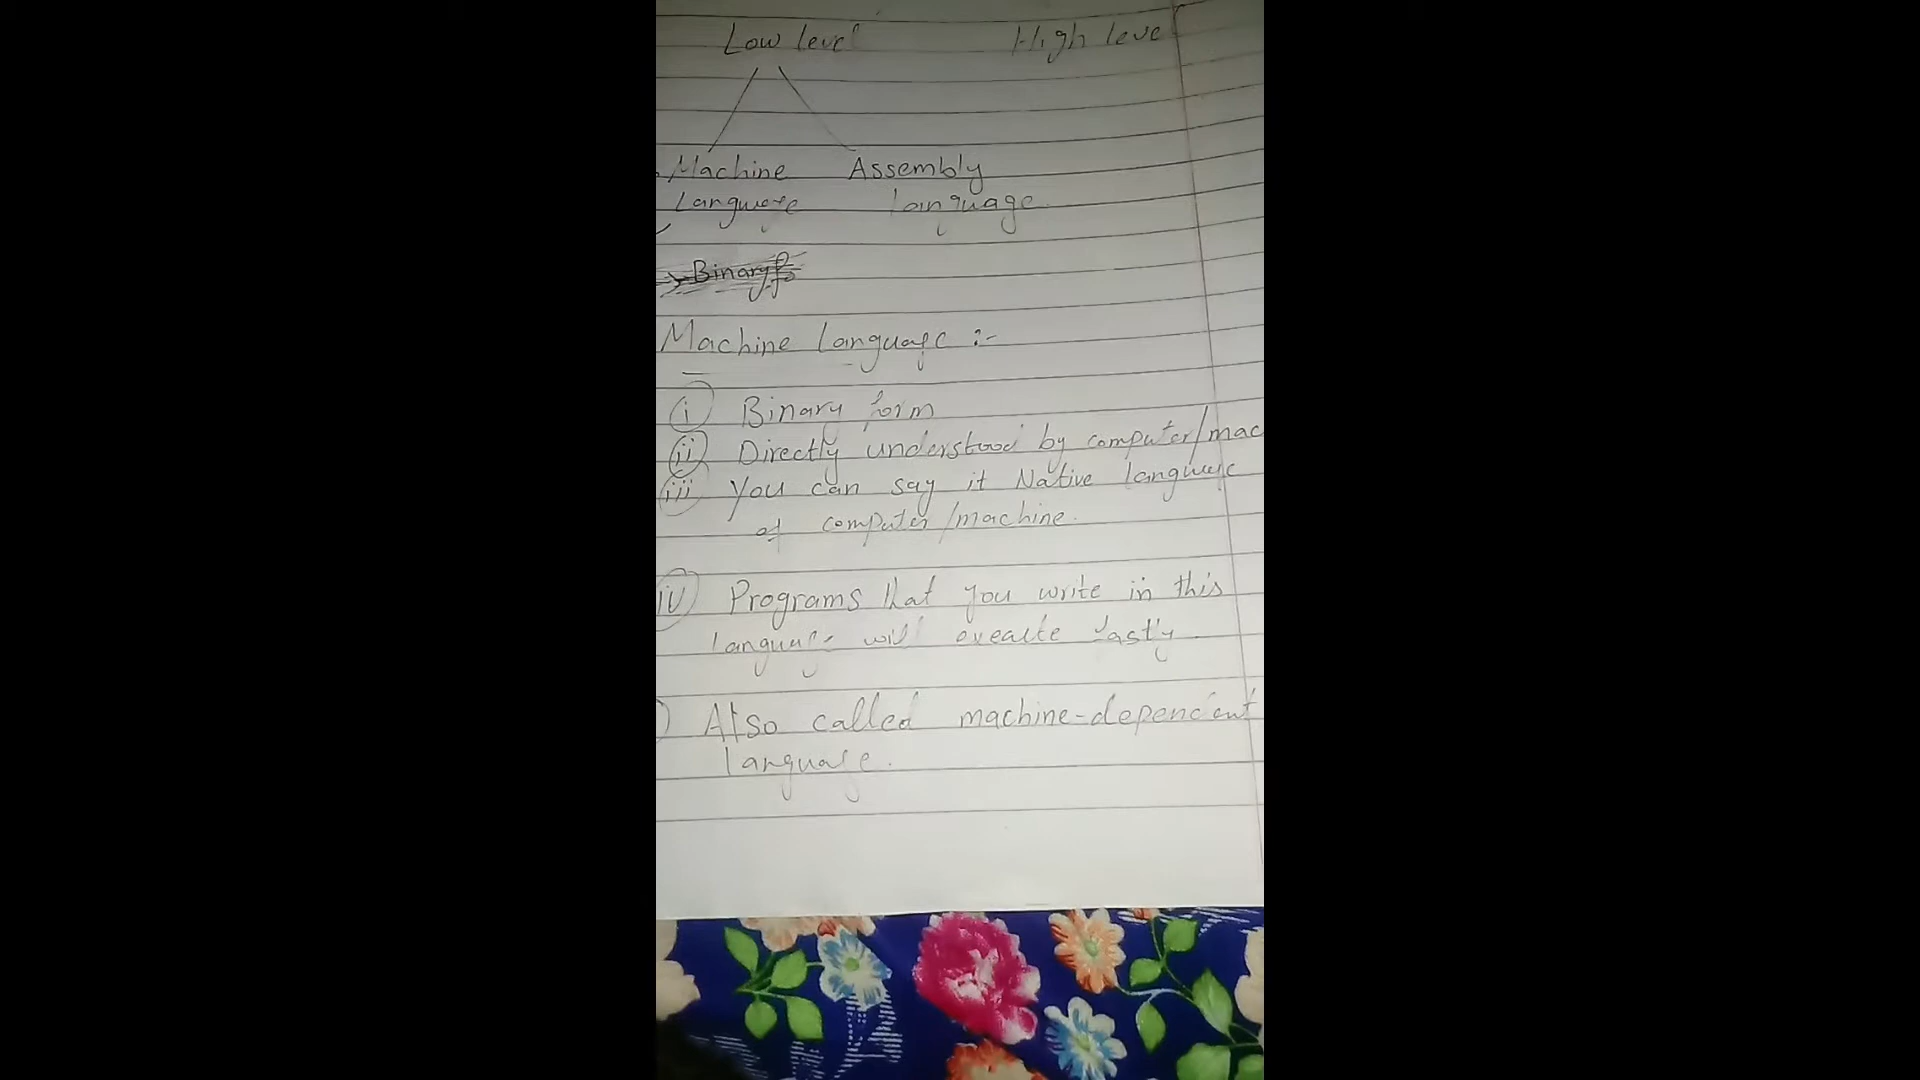 Low level High level
Machine Assembly
Language language
Binary f
Machine Language :-
(i) Binary form
(ii) Directly understood by computer/mac
(iii) You can say it Native language
of computer/machine.
(iv) Programs that you write in this
language will execute fastly
) Also called machine-dependent
language.